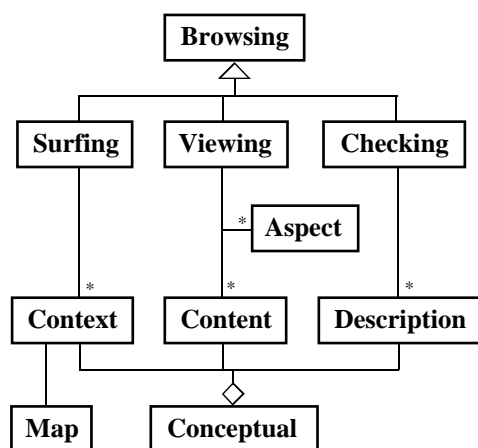 Browsing
Surfing Viewing Checking
* Aspect
* * *
Context Content Description
Map Conceptual